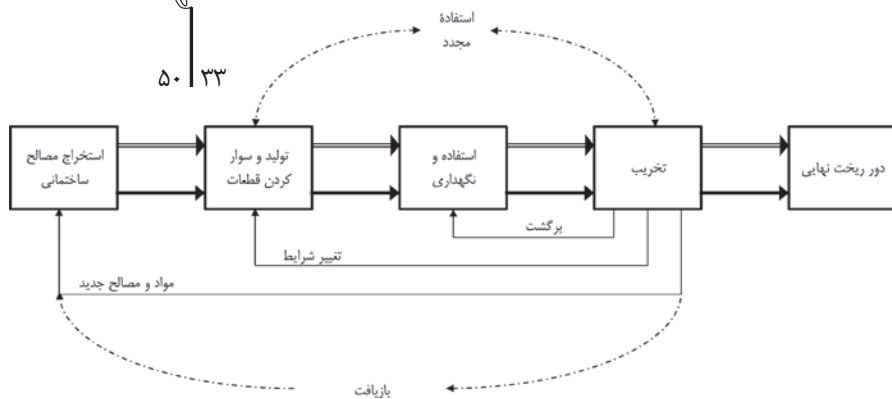 استفادهٔ
مجدد
۵۰ | ۳۳
استخراج مصالح
ساختمانی
تولید و سوار
کردن قطعات
استفاده و
نگهداری
تخریب
دور ریخت نهایی
برگشت
تغییر شرایط
مواد و مصالح جدید
بازیافت